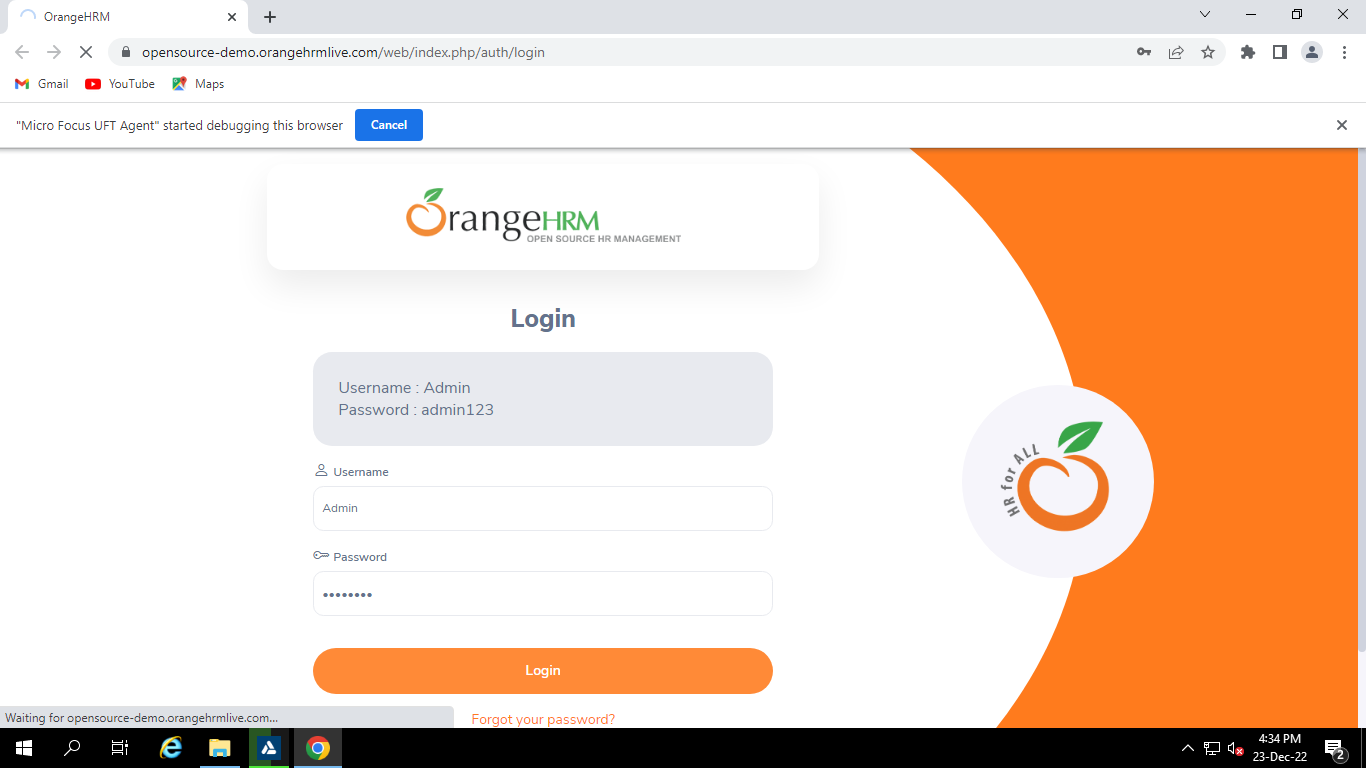 OrangeHRM
opensource-demo.orangehrmlive.com/web/index.php/auth/login
Gmail YouTube Maps
"Micro Focus UFT Agent" started debugging this browser Cancel
OrangeHRM
OPEN SOURCE HR MANAGEMENT
Login
Username : Admin
Password : admin123
Username
Admin
Password
••••••••
Login
Forgot your password?
HR for ALL
Waiting for opensource-demo.orangehrmlive.com...
4:34 PM
23-Dec-22
2